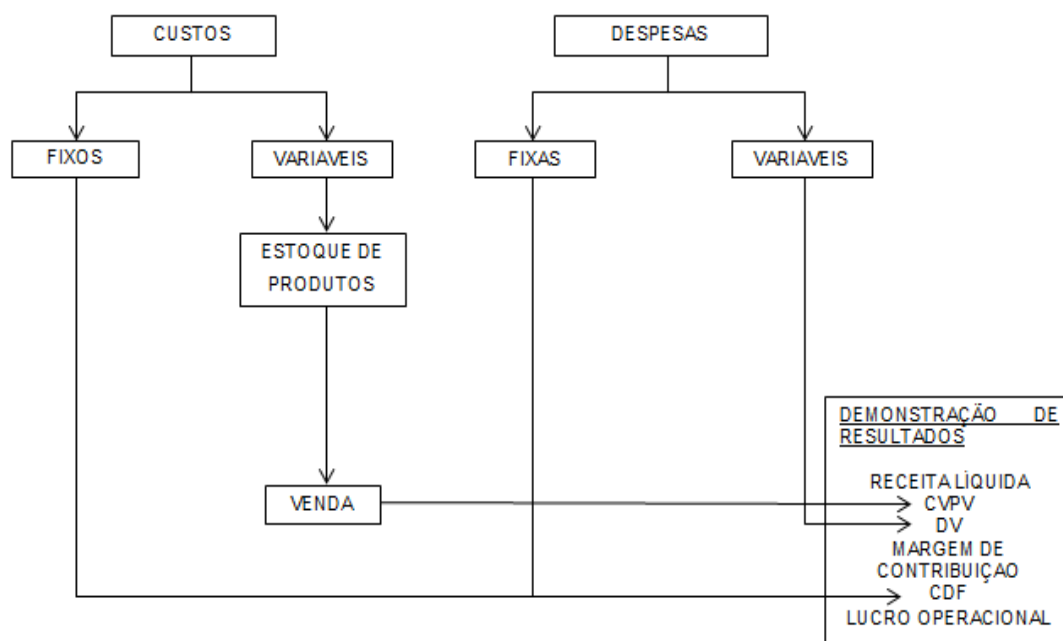 CUSTOS
DESPESAS
FIXOS
VARIAVEIS
FIXAS
VARIAVEIS
ESTOQUE DE
PRODUTOS
VENDA
DEMONSTRAÇÃO DE
RESULTADOS
RECEITA LÍQUIDA
CVPV
DV
MARGEM DE
CONTRIBUIÇAO
CDF
LUCRO OPERACIONAL